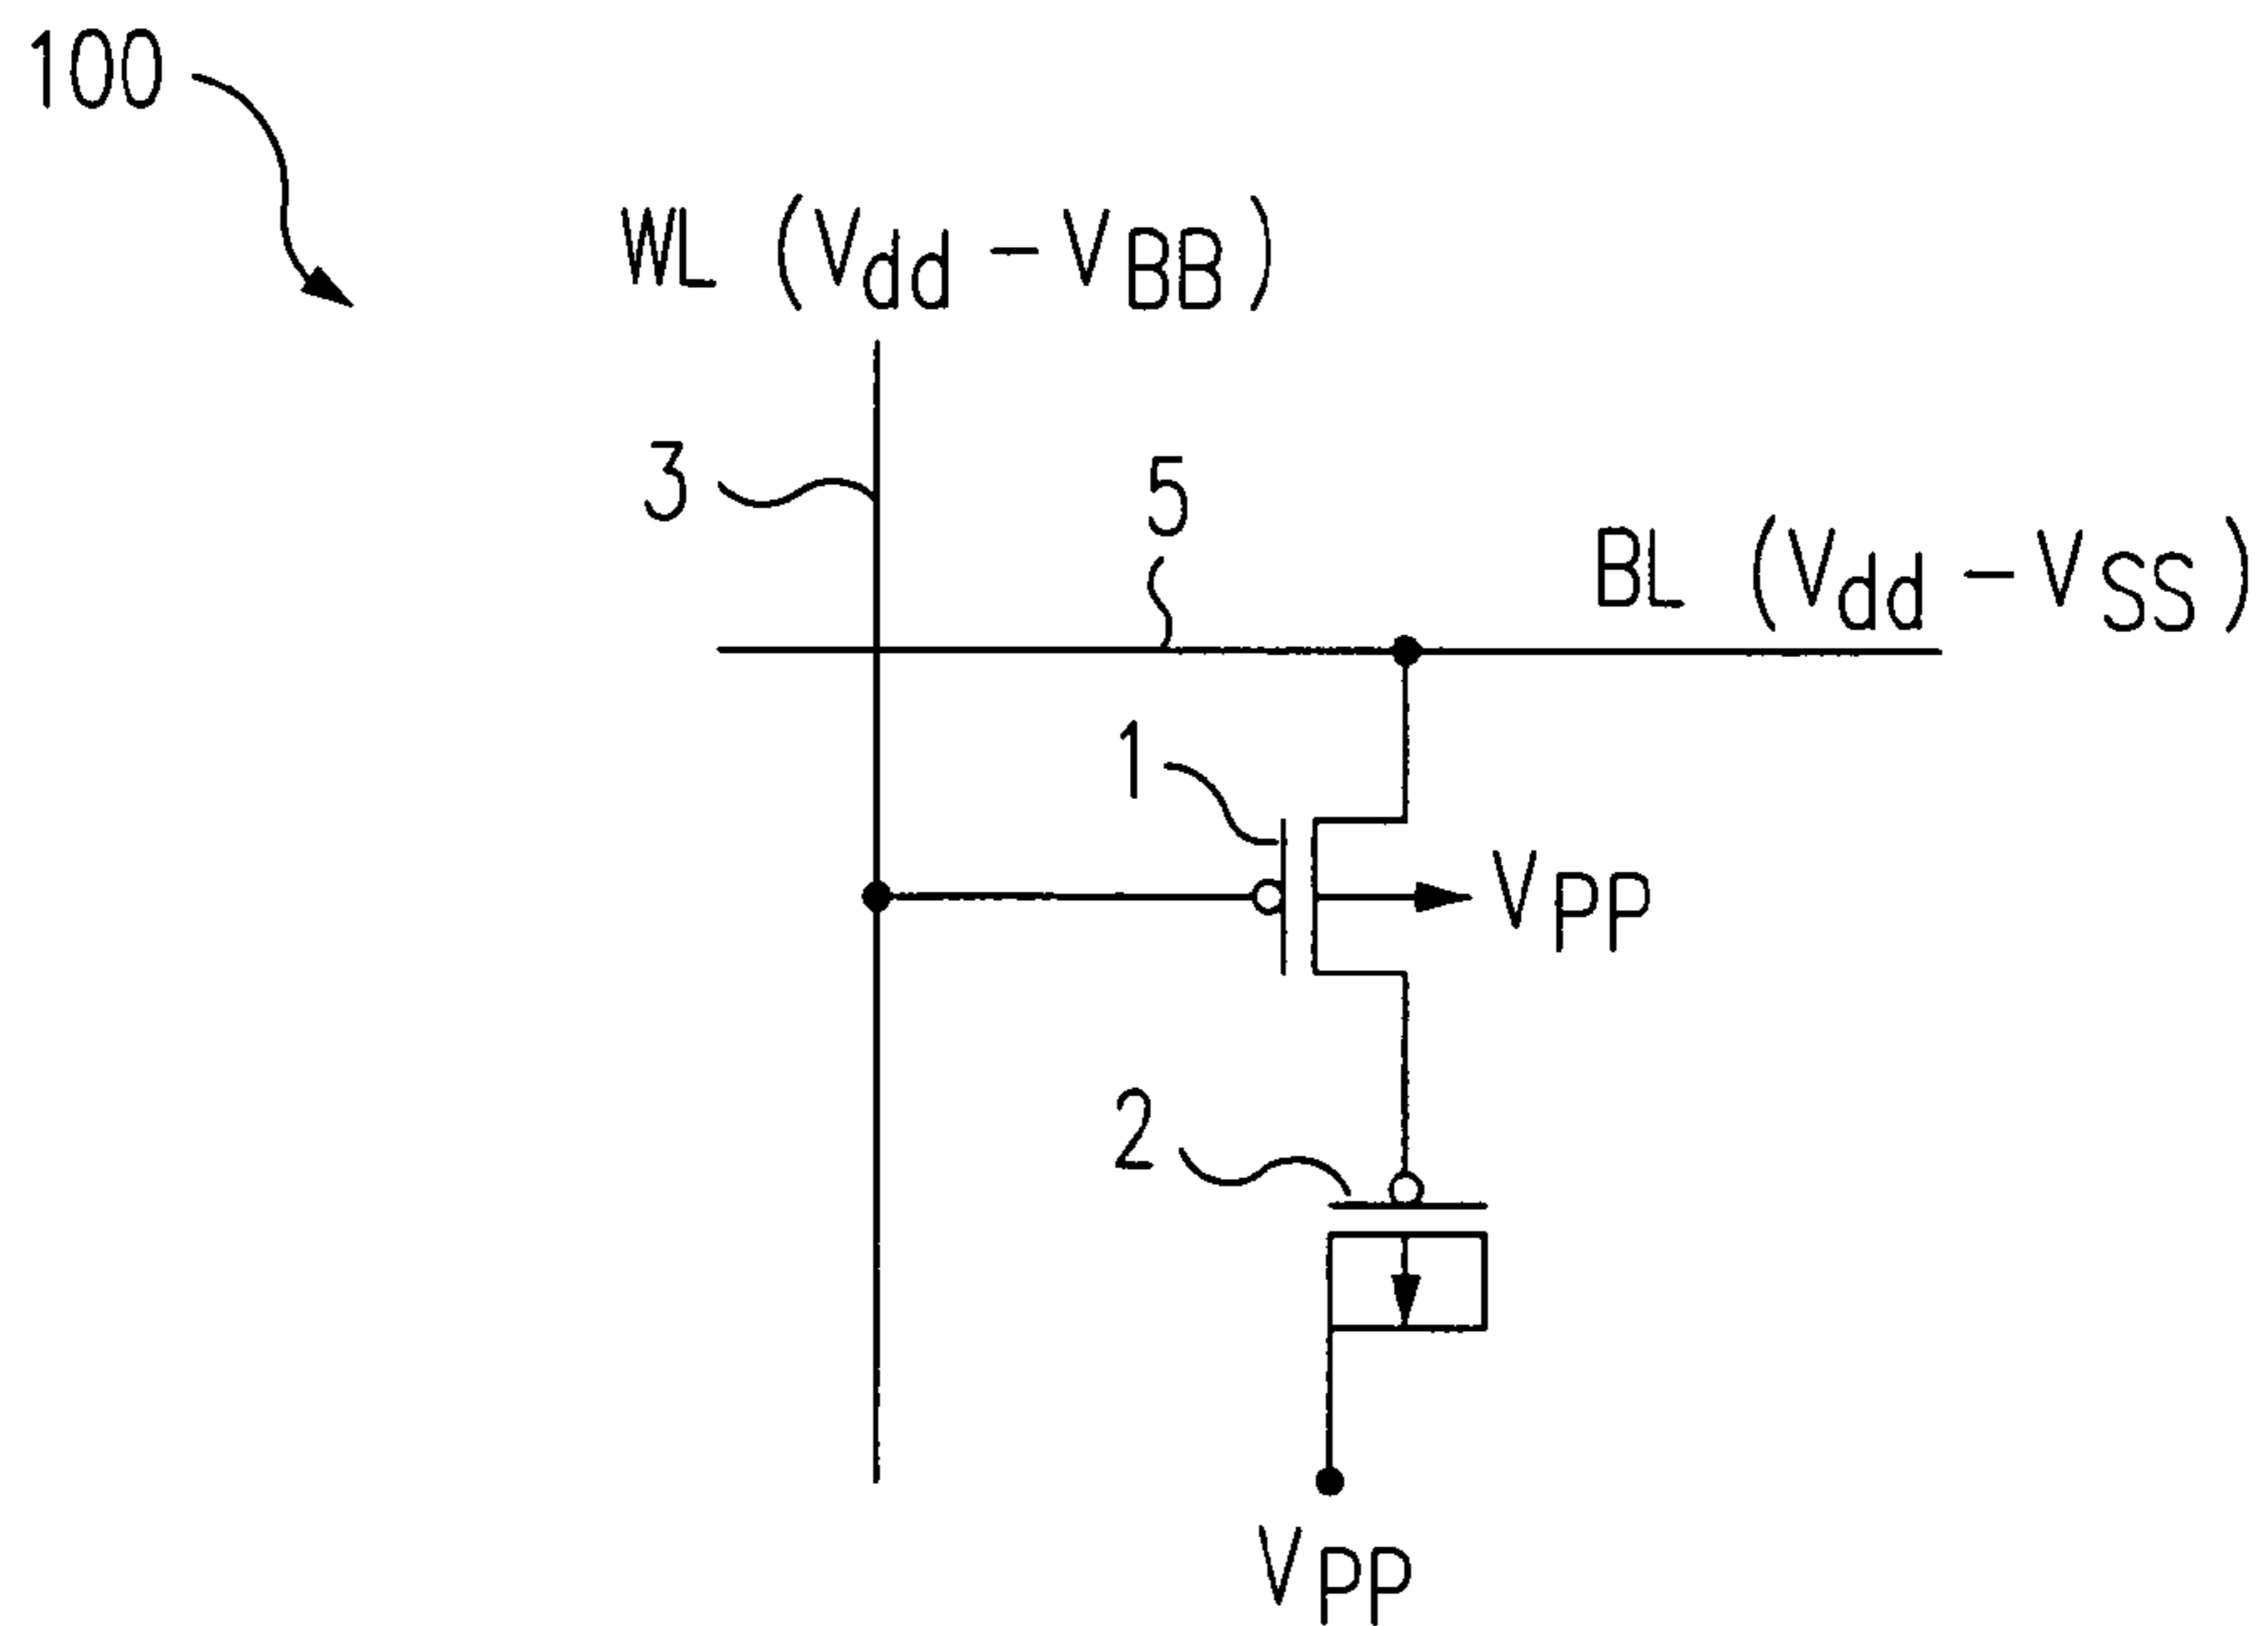 100
WL (Vdd – VBB)
3
5
BL (Vdd – VSS)
1
VPP
2
VPP